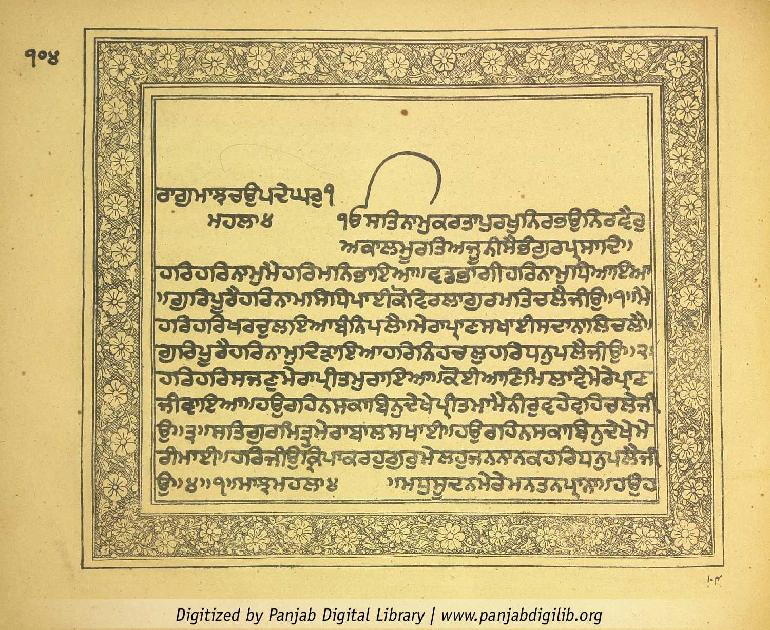 ੧੦੪
ਰਾਗੁਮਾਝਚਉਪਦੇਘਰੁ੧
ਮਹਲਾ੪ ੴਸਤਿਨਾਮੁਕਰਤਾਪੁਰਖੁਨਿਰਭਉਨਿਰਵੈਰੁ
ਅਕਾਲਮੂਰਤਿਅਜੂਨੀਸੈਭੰਗੁਰਪ੍ਰਸਾਦਿ॥
ਹਰਿਹਰਿਨਾਮੁਮੈਹਰਿਮਨਿਭਾਇਆ॥ਵਡਭਾਗੀਹਰਿਨਾਮੁਧਿਆਇਆ
॥ਗੁਰਿਪੂਰੈਹਰਿਨਾਮਸਿਧਿਪਾਈਕੋਵਿਰਲਾਗੁਰਮਤਿਚਲੈਜੀਉ॥੧॥ਮੈ
ਹਰਿਹਰਿਖਰਚੁਲਇਆਬੰਨਿਪਲੈ॥ਮੇਰਾਪ੍ਰਾਣਸਖਾਈਸਦਾਨਾਲਿਚਲੈ॥
ਗੁਰਿਪੂਰੈਹਰਿਨਾਮੁਦਿੜਾਇਆਹਰਿਨਿਹਚਲੁਹਰਿਧਨੁਪਲੈਜੀਉ॥੨॥
ਹਰਿਹਰਿਸਜਣੁਮੇਰਾਪ੍ਰੀਤਮੁਰਾਇਆ॥ਕੋਈਆਣਿਮਿਲਾਵੈਮੇਰੇਪ੍ਰਾਣ
ਜੀਵਾਇਆ॥ਹਉਰਹਿਨਸਕਾਬਿਨੁਦੇਖੇਪ੍ਰੀਤਮਾਮੈਨੀਰੁਵਹੇਵਹਿਚਲੈਜੀ
ਉ॥੩॥ਸਤਿਗੁਰਮਿਤ੍ਰੁਮੇਰਾਬਾਲਸਖਾਈ॥ਹਉਰਹਿਨਸਕਾਬਿਨੁਦੇਖੇਮੇ
ਰੀਮਾਈ॥ਹਰਿਜੀਉਕ੍ਰਿਪਾਕਰਹੁਗੁਰੁਮੇਲਹੁਜਨਨਾਨਕਹਰਿਧਨੁਪਲੈਜੀ
ਉ॥੪॥੧॥ਮਾਝਮਹਲਾ੪ ॥ਮਧੁਸੂਦਨਮੇਰੇਮਨਤਨਪ੍ਰਾਨਾ॥ਹਉਹ
Digitized by Panjab Digital Library | www.panjabdigilib.org